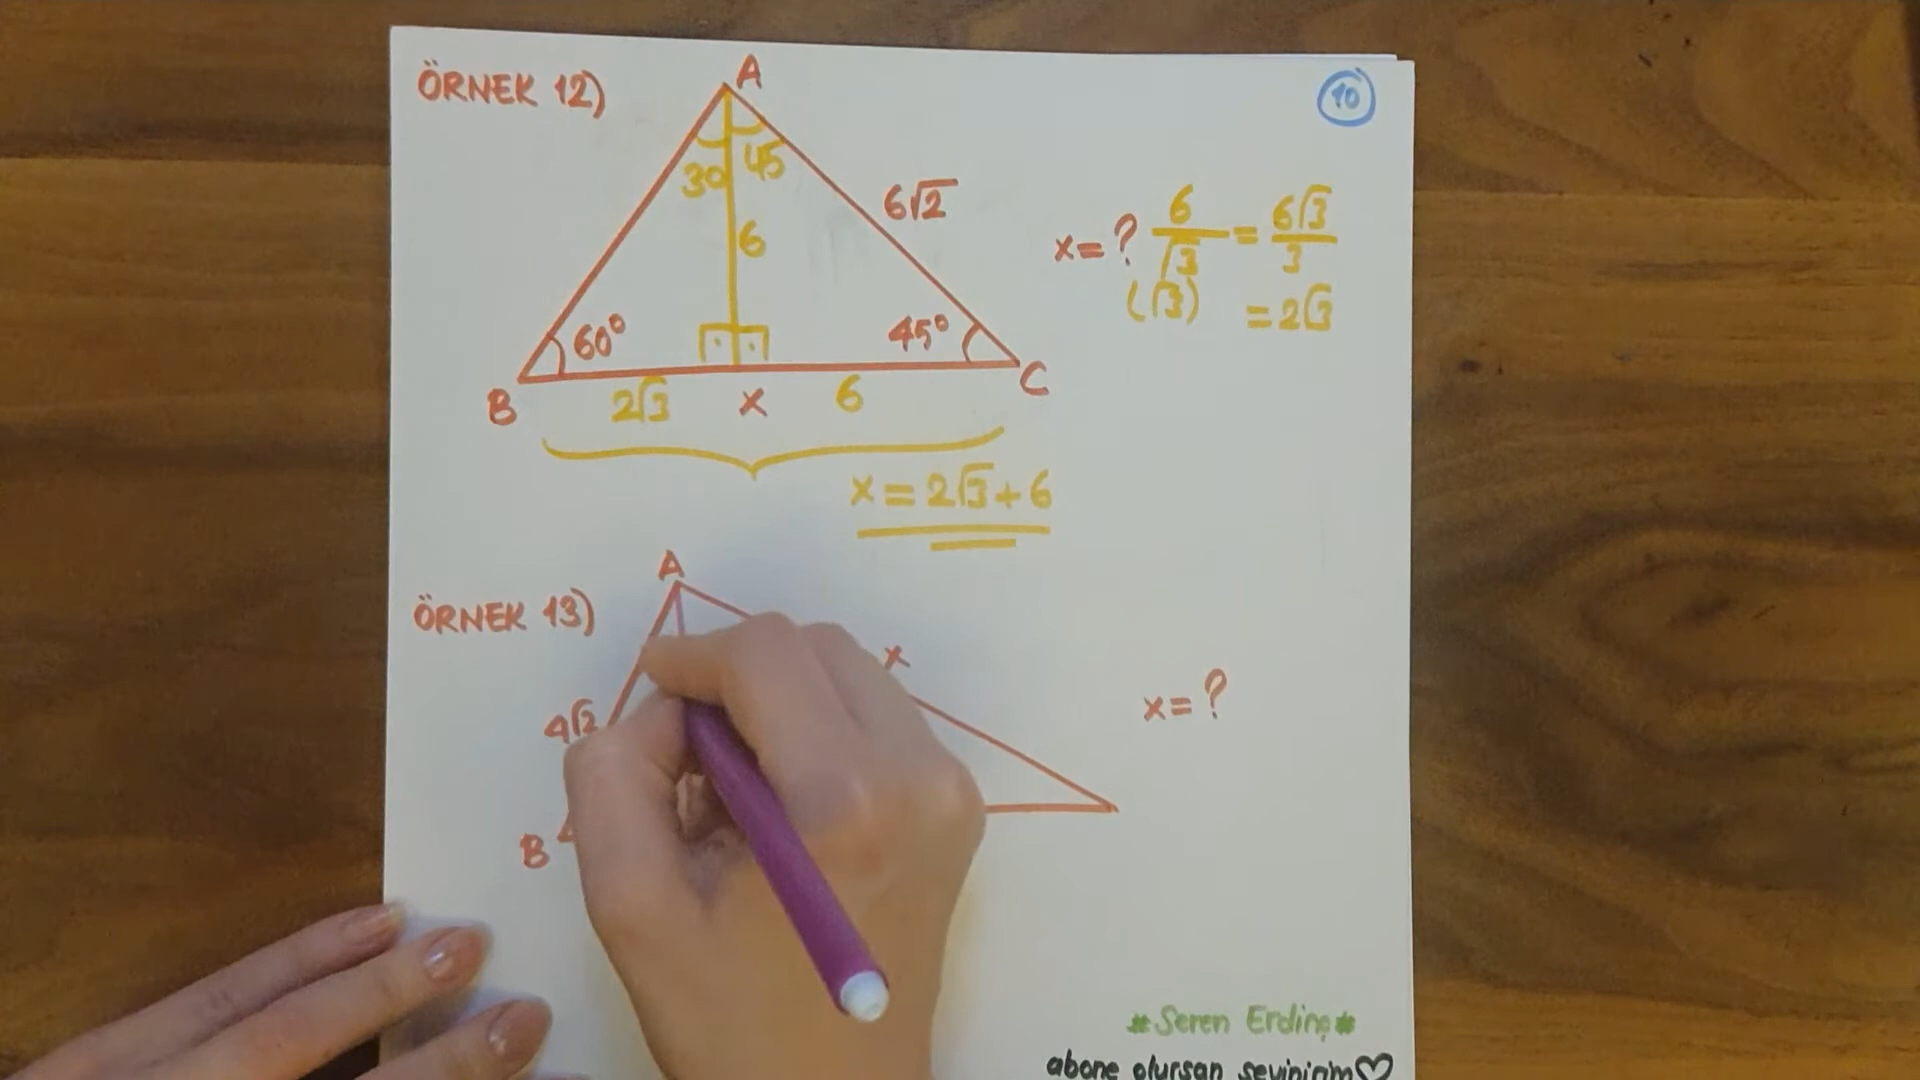 ÖRNEK 12)
10
A
30
45
6√2
6
60°
45°
B
C
2√3
x
6
x = ? 6/√3 = 6√3/3
(√3) = 2√3
x = 2√3 + 6
ÖRNEK 13)
A
x
4√2
B
x = ?
#Seren Erdinç#
abone olursan sevinirim♡